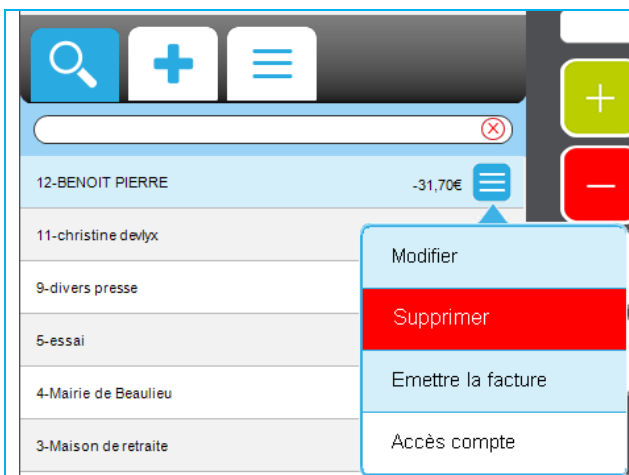 12-BENOIT PIERRE -31,70€
11-christine devlyx
9-divers presse
5-essai
4-Mairie de Beaulieu
3-Maison de retraite
Modifier
Supprimer
Emettre la facture
Accès compte